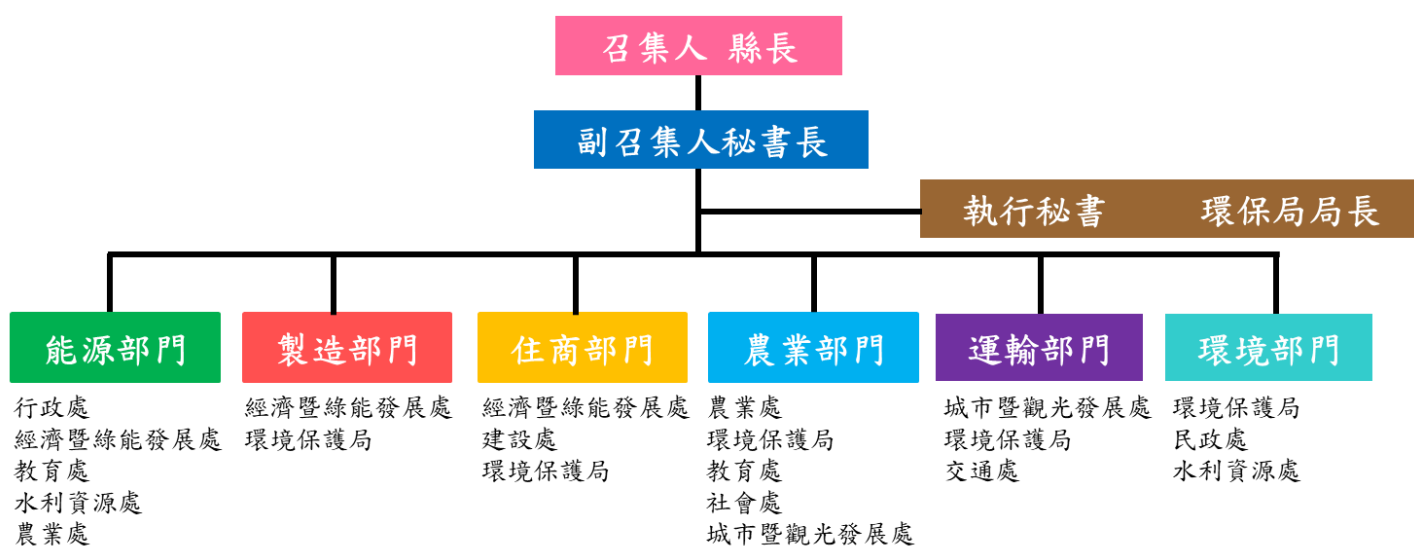 召集人 縣長
副召集人秘書長
執行秘書 環保局局長
能源部門
行政處
經濟暨綠能發展處
教育處
水利資源處
農業處
製造部門
經濟暨綠能發展處
環境保護局
住商部門
經濟暨綠能發展處
建設處
環境保護局
農業部門
農業處
環境保護局
教育處
社會處
城市暨觀光發展處
運輸部門
城市暨觀光發展處
環境保護局
交通處
環境部門
環境保護局
民政處
水利資源處